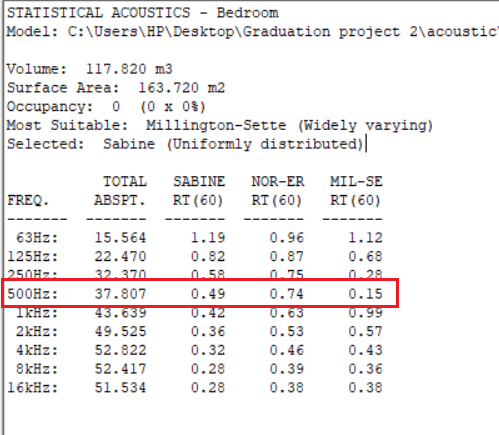 STATISTICAL ACOUSTICS - Bedroom
Model: C:\Users\HP\Desktop\Graduation project 2\acoustic\
Volume: 117.820 m3
Surface Area: 163.720 m2
Occupancy: 0 (0 x 0%)
Most Suitable: Millington-Sette (Widely varying)
Selected: Sabine (Uniformly distributed)
TOTAL SABINE NOR-ER MIL-SE
FREQ. ABSPT. RT(60) RT(60) RT(60)
------- ------- ------- ------- -------
63Hz: 15.564 1.19 0.96 1.12
125Hz: 22.470 0.82 0.87 0.68
250Hz: 32.370 0.58 0.75 0.28
500Hz: 37.807 0.49 0.74 0.15
1kHz: 43.639 0.42 0.63 0.99
2kHz: 49.525 0.36 0.53 0.57
4kHz: 52.822 0.32 0.46 0.43
8kHz: 52.417 0.28 0.39 0.36
16kHz: 51.534 0.28 0.38 0.38